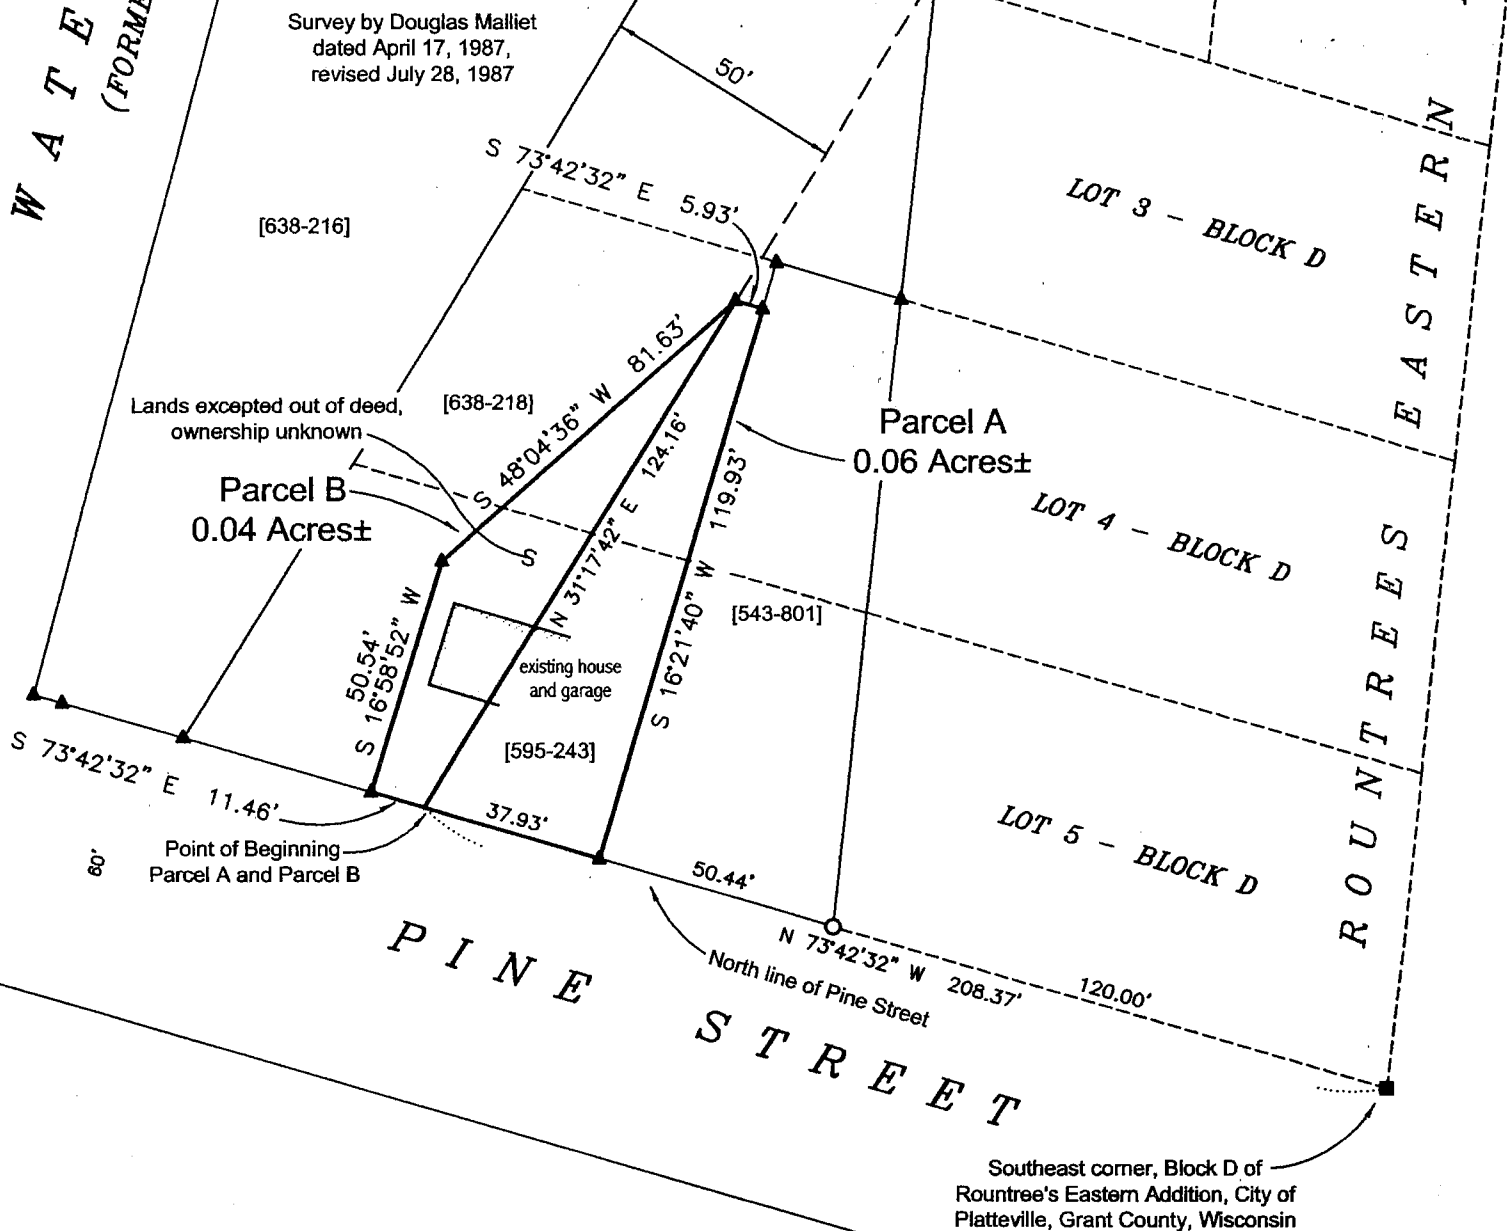 WATE
(FORME
Survey by Douglas Malliet
dated April 17, 1987,
revised July 28, 1987
50'
S 73°42'32" E 5.93'
[638-216]
LOT 3 - BLOCK D
EASTERN
S 48°04'36" W 81.63'
Lands excepted out of deed,
ownership unknown
[638-218]
Parcel A
0.06 Acres±
Parcel B
0.04 Acres±
N 31°17'42" E 124.16'
S 16°21'40" W 119.93'
LOT 4 - BLOCK D
S
50.54'
S 16°58'52" W
[543-801]
existing house
and garage
[595-243]
ROUNTREES
S 73°42'32" E 11.46'
37.93'
LOT 5 - BLOCK D
Point of Beginning
Parcel A and Parcel B
60'
50.44'
N 73°42'32" W 208.37'
120.00'
North line of Pine Street
PINE STREET
Southeast corner, Block D of
Rountree's Eastern Addition, City of
Platteville, Grant County, Wisconsin